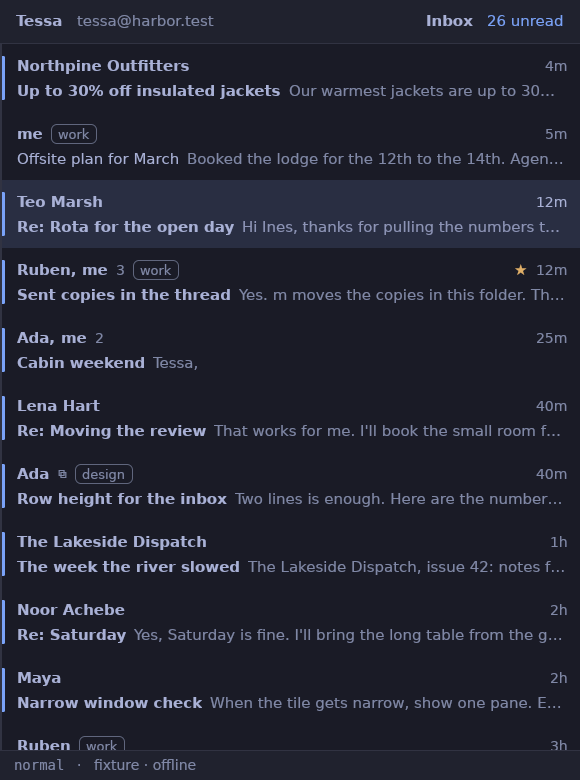 Tessa tessa@harbor.test Inbox 26 unread
Northpine Outfitters 4m
Up to 30% off insulated jackets Our warmest jackets are up to 30…
me work 5m
Offsite plan for March Booked the lodge for the 12th to the 14th. Agen…
Teo Marsh 12m
Re: Rota for the open day Hi Ines, thanks for pulling the numbers t…
Ruben, me 3 work ★ 12m
Sent copies in the thread Yes. m moves the copies in this folder. Th…
Ada, me 2 25m
Cabin weekend Tessa,
Lena Hart 40m
Re: Moving the review That works for me. I'll book the small room f…
Ada design 40m
Row height for the inbox Two lines is enough. Here are the number…
The Lakeside Dispatch 1h
The week the river slowed The Lakeside Dispatch, issue 42: notes f…
Noor Achebe 2h
Re: Saturday Yes, Saturday is fine. I'll bring the long table from the g…
Maya 2h
Narrow window check When the tile gets narrow, show one pane. E…
Ruben work 3h
normal · fixture · offline